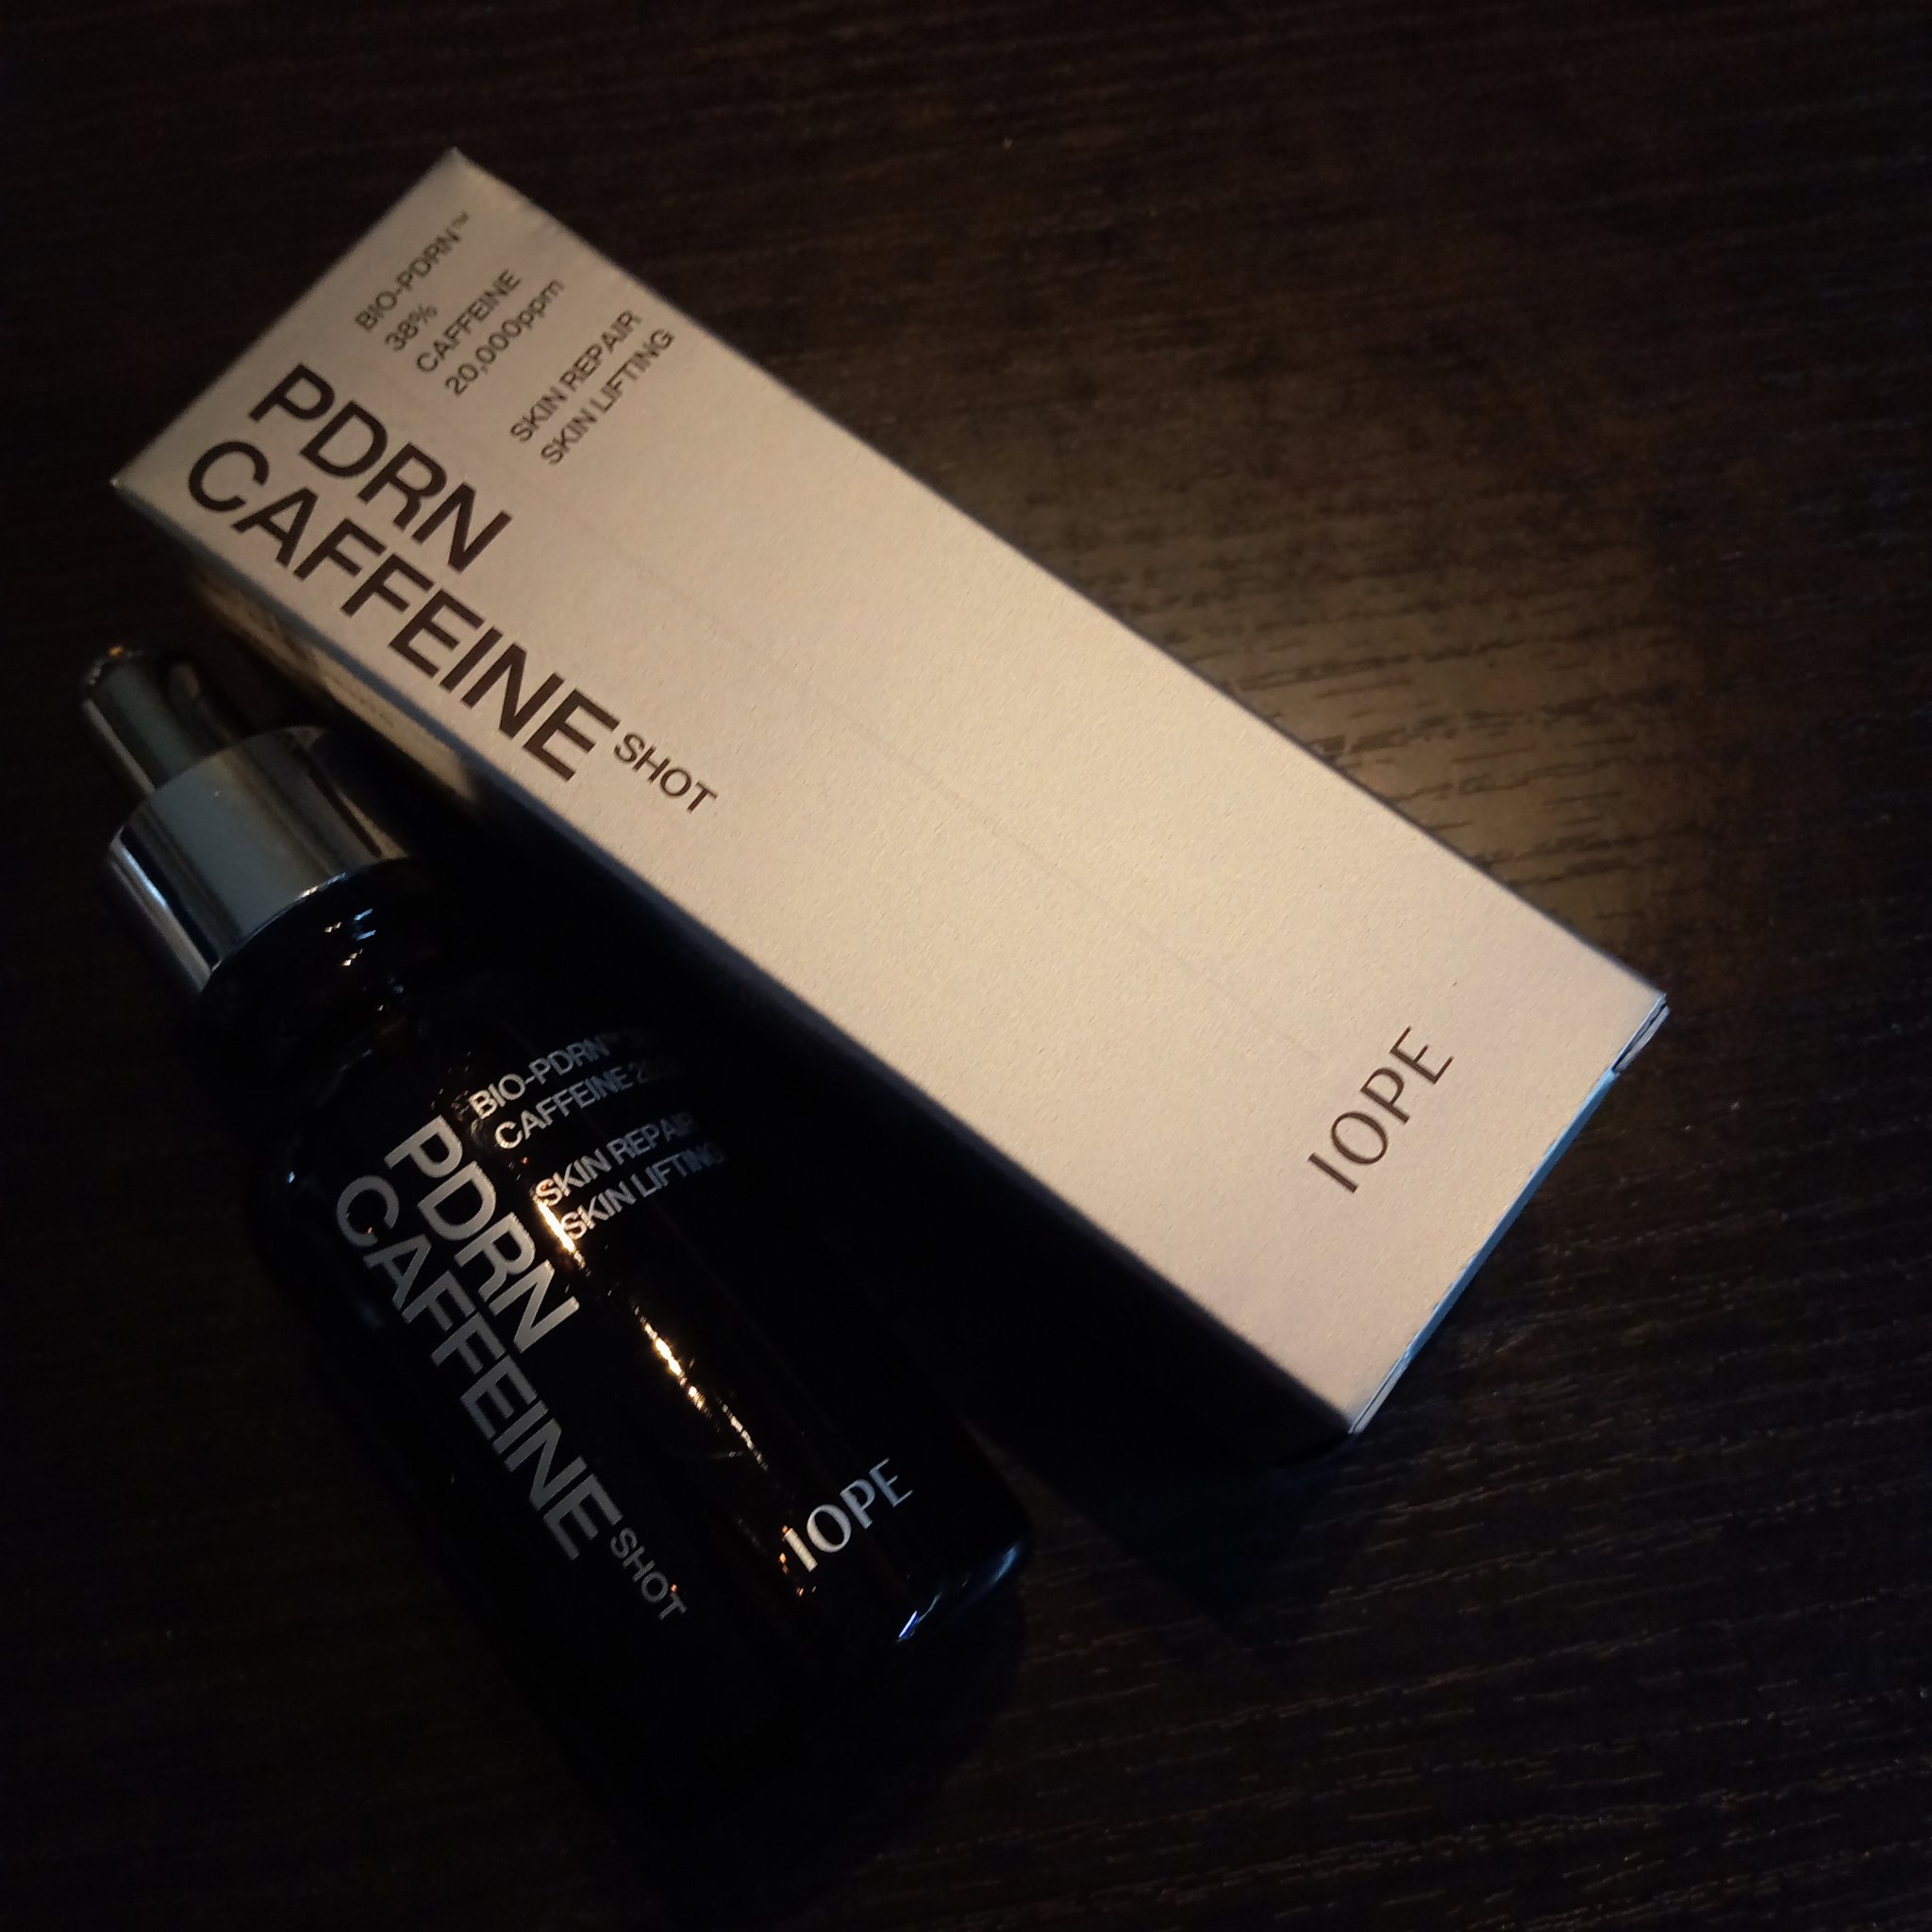 BIO-PDRN™
38%
CAFFEINE
20,000ppm
SKIN REPAIR
SKIN LIFTING
PDRN
CAFFEINE SHOT
IOPE
BIO-PDRN™
CAFFEINE
SKIN REPAIR
SKIN LIFTING
PDRN
CAFFEINE SHOT
IOPE